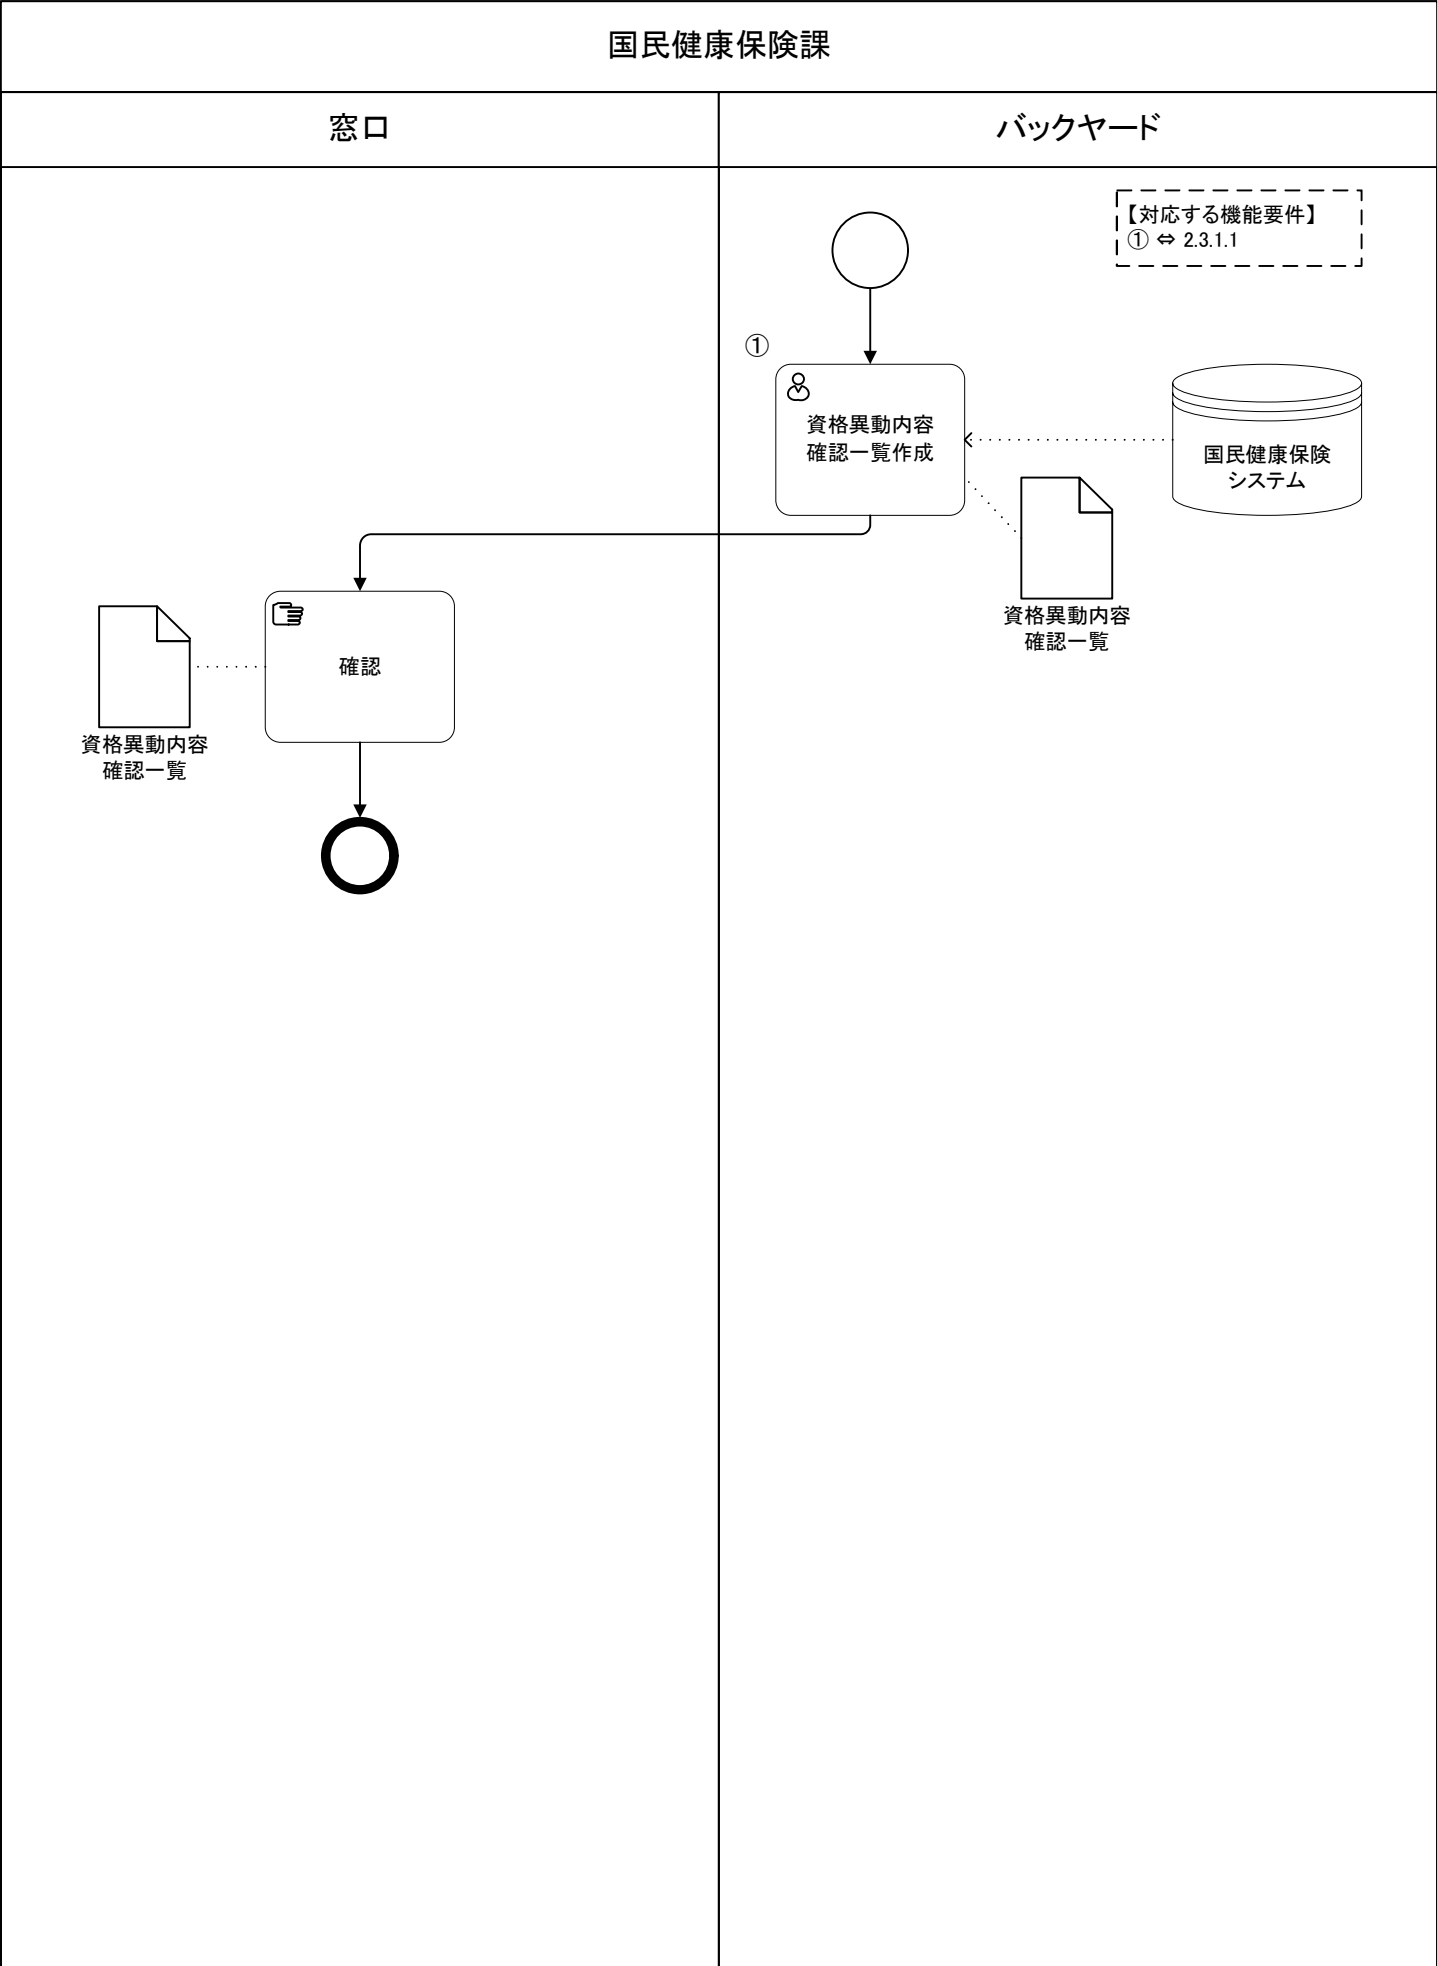 国民健康保険課
窓口
バックヤード
【対応する機能要件】
① ⇔ 2.3.1.1
①
資格異動内容
確認一覧作成
国民健康保険
システム
資格異動内容
確認一覧
確認
資格異動内容
確認一覧